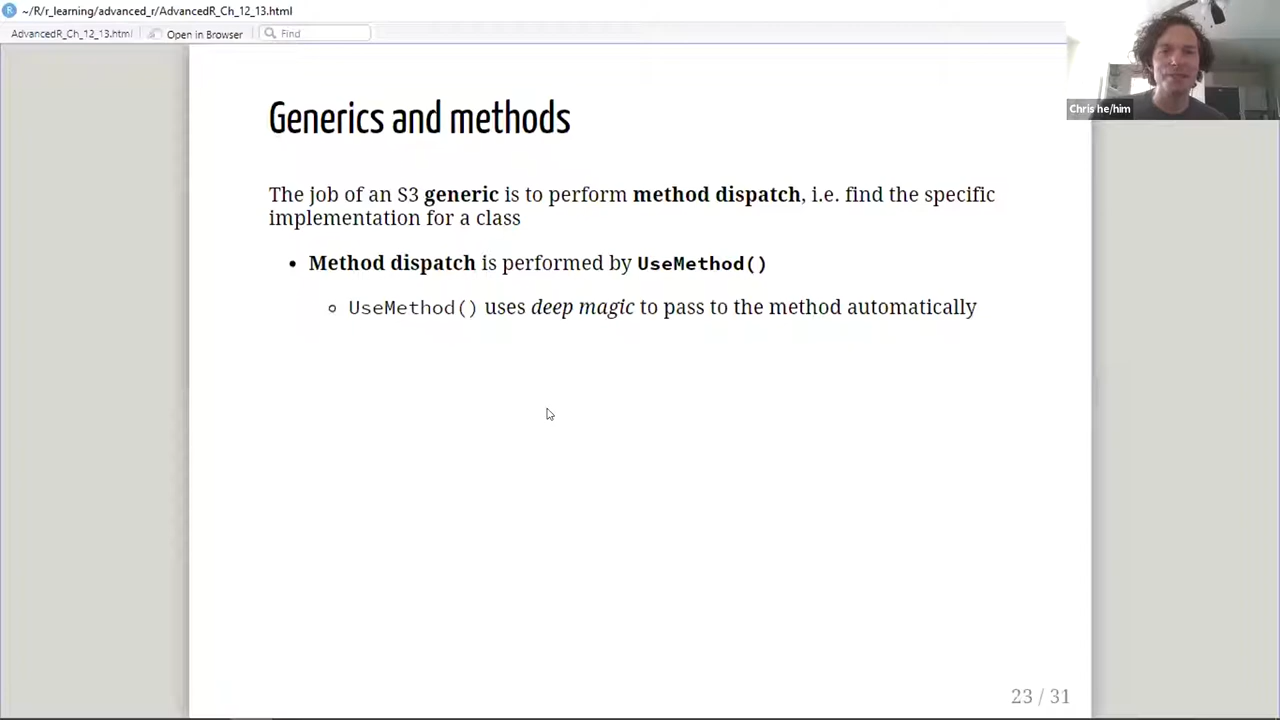 ~/R/r_learning/advanced_r/AdvancedR_Ch_12_13.html
AdvancedR_Ch_12_13.html Open in Browser Find
Chris he/him
Generics and methods
The job of an S3 generic is to perform method dispatch, i.e. find the specific
implementation for a class
• Method dispatch is performed by UseMethod()
◦ UseMethod() uses deep magic to pass to the method automatically
23 / 31